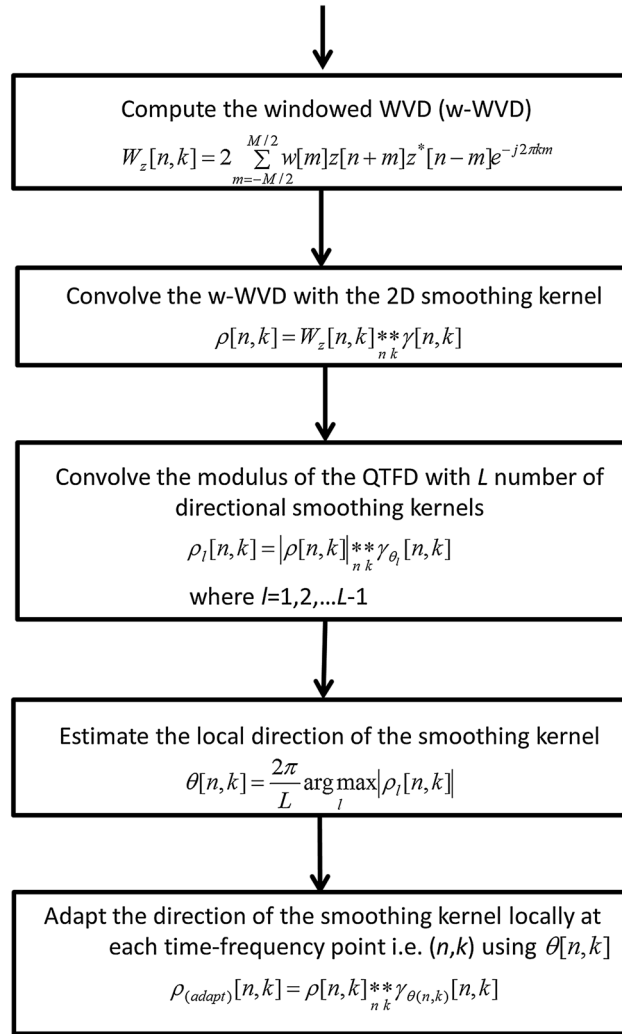 Compute the windowed WVD (w-WVD)
W_z[n,k] = 2 ∑_{m=-M/2}^{M/2} w[m]z[n+m]z^*[n-m]e^{-j2πkm}
Convolve the w-WVD with the 2D smoothing kernel
ρ[n,k] = W_z[n,k] **_{n k} γ[n,k]
Convolve the modulus of the QTFD with L number of
directional smoothing kernels
ρ_l[n,k] = |ρ[n,k]| **_{n k} γ_{θ_l}[n,k]
where l=1,2,...L-1
Estimate the local direction of the smoothing kernel
θ[n,k] = \frac{2π}{L} arg max_l |ρ_l[n,k]|
Adapt the direction of the smoothing kernel locally at
each time-frequency point i.e. (n,k) using θ[n,k]
ρ_{(adapt)}[n,k] = ρ[n,k] **_{n k} γ_{θ(n,k)}[n,k]